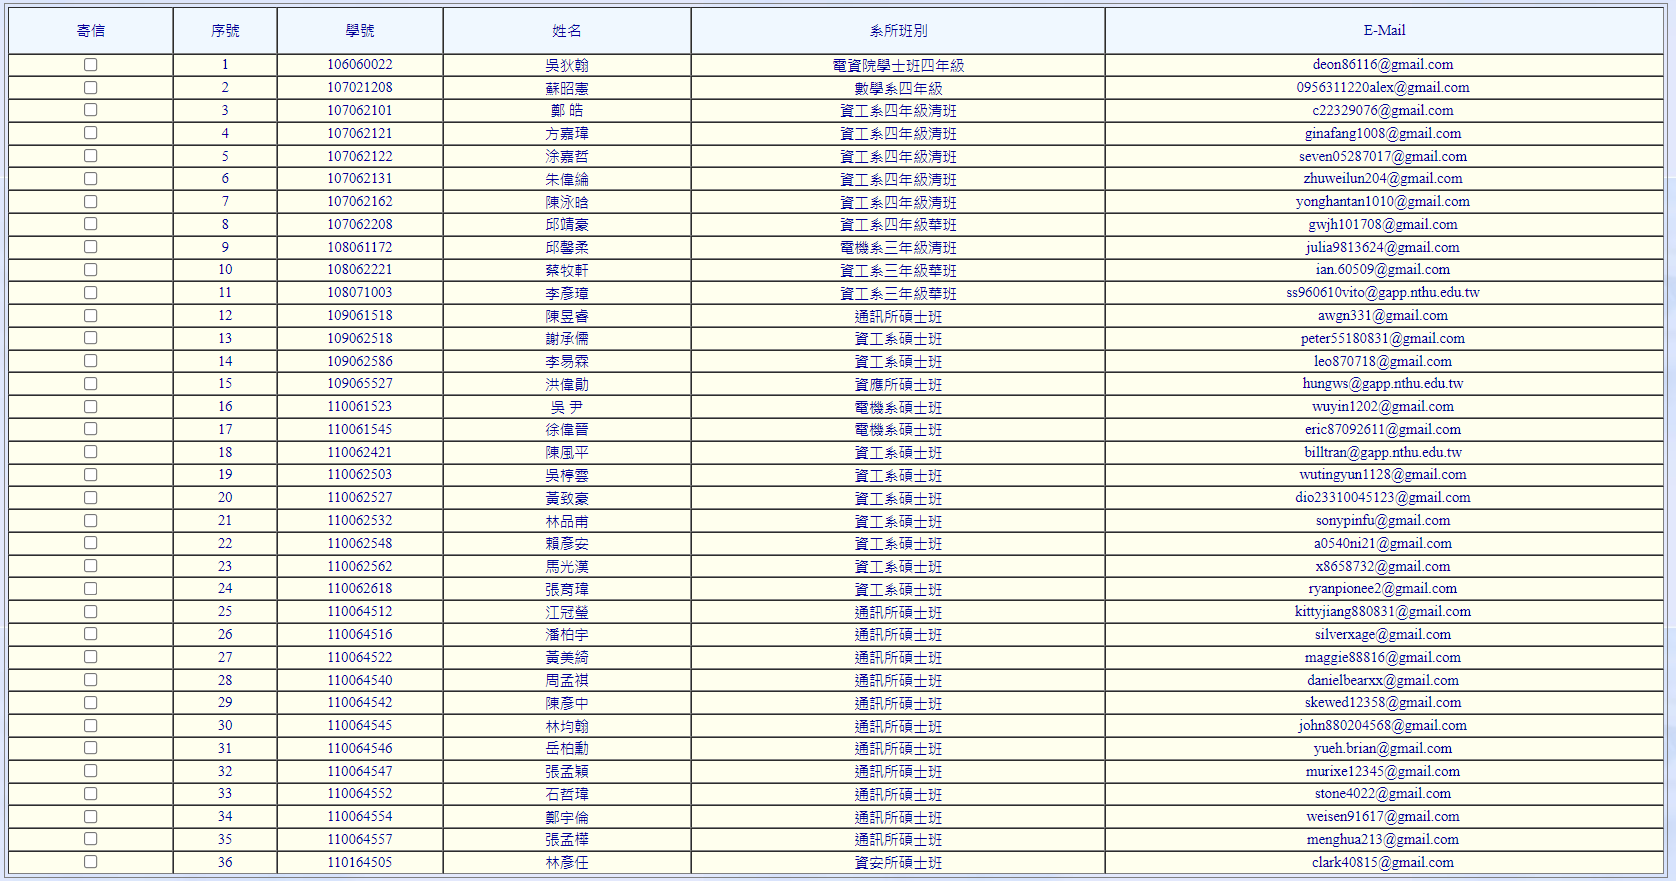 寄信 序號 學號 姓名 系所班別 E-Mail
1 106060022 吳狄翰 電資院學士班四年級 deon86116@gmail.com
2 107021208 蘇昭憲 數學系四年級 0956311220alex@gmail.com
3 107062101 鄭 皓 資工系四年級清班 c22329076@gmail.com
4 107062121 方嘉瑋 資工系四年級清班 ginafang1008@gmail.com
5 107062122 涂嘉哲 資工系四年級清班 seven05287017@gmail.com
6 107062131 朱偉綸 資工系四年級清班 zhuweilun204@gmail.com
7 107062162 陳泳晗 資工系四年級清班 yonghantan1010@gmail.com
8 107062208 邱靖豪 資工系四年級華班 gwjh101708@gmail.com
9 108061172 邱馨柔 電機系三年級清班 julia9813624@gmail.com
10 108062221 蔡牧軒 資工系三年級華班 ian.60509@gmail.com
11 108071003 李彥璋 資工系三年級華班 ss960610vito@gapp.nthu.edu.tw
12 109061518 陳昱睿 通訊所碩士班 awgn331@gmail.com
13 109062518 謝承儒 資工系碩士班 peter55180831@gmail.com
14 109062586 李易霖 資工系碩士班 leo870718@gmail.com
15 109065527 洪偉勛 資應所碩士班 hungws@gapp.nthu.edu.tw
16 110061523 吳 尹 電機系碩士班 wuyin1202@gmail.com
17 110061545 徐偉晉 電機系碩士班 eric87092611@gmail.com
18 110062421 陳風平 資工系碩士班 billtran@gapp.nthu.edu.tw
19 110062503 吳梓雲 資工系碩士班 wutingyun1128@gmail.com
20 110062527 黃致豪 資工系碩士班 dio23310045123@gmail.com
21 110062532 林品甫 資工系碩士班 sonypinfu@gmail.com
22 110062548 賴彥安 資工系碩士班 a0540ni21@gmail.com
23 110062562 馬光漢 資工系碩士班 x8658732@gmail.com
24 110062618 張育瑋 資工系碩士班 ryanpionee2@gmail.com
25 110064512 江冠瑩 通訊所碩士班 kittyjiang880831@gmail.com
26 110064516 潘柏宇 通訊所碩士班 silverxage@gmail.com
27 110064522 黃美綺 通訊所碩士班 maggie88816@gmail.com
28 110064540 周孟祺 通訊所碩士班 danielbearxx@gmail.com
29 110064542 陳彥中 通訊所碩士班 skewed12358@gmail.com
30 110064545 林均翰 通訊所碩士班 john880204568@gmail.com
31 110064546 岳柏勳 通訊所碩士班 yueh.brian@gmail.com
32 110064547 張孟穎 通訊所碩士班 murixe12345@gmail.com
33 110064552 石哲瑋 通訊所碩士班 stone4022@gmail.com
34 110064554 鄭宇倫 通訊所碩士班 weisen91617@gmail.com
35 110064557 張孟樺 通訊所碩士班 menghua213@gmail.com
36 110164505 林彥任 資安所碩士班 clark40815@gmail.com